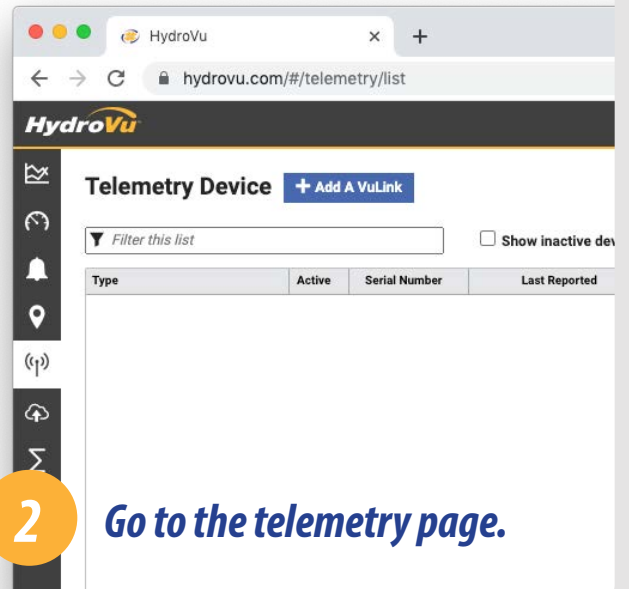 HydroVu
hydrovu.com/#/telemetry/list
HydroVu
Telemetry Device + Add A VuLink
Filter this list
Show inactive dev
Type Active Serial Number Last Reported
2 Go to the telemetry page.